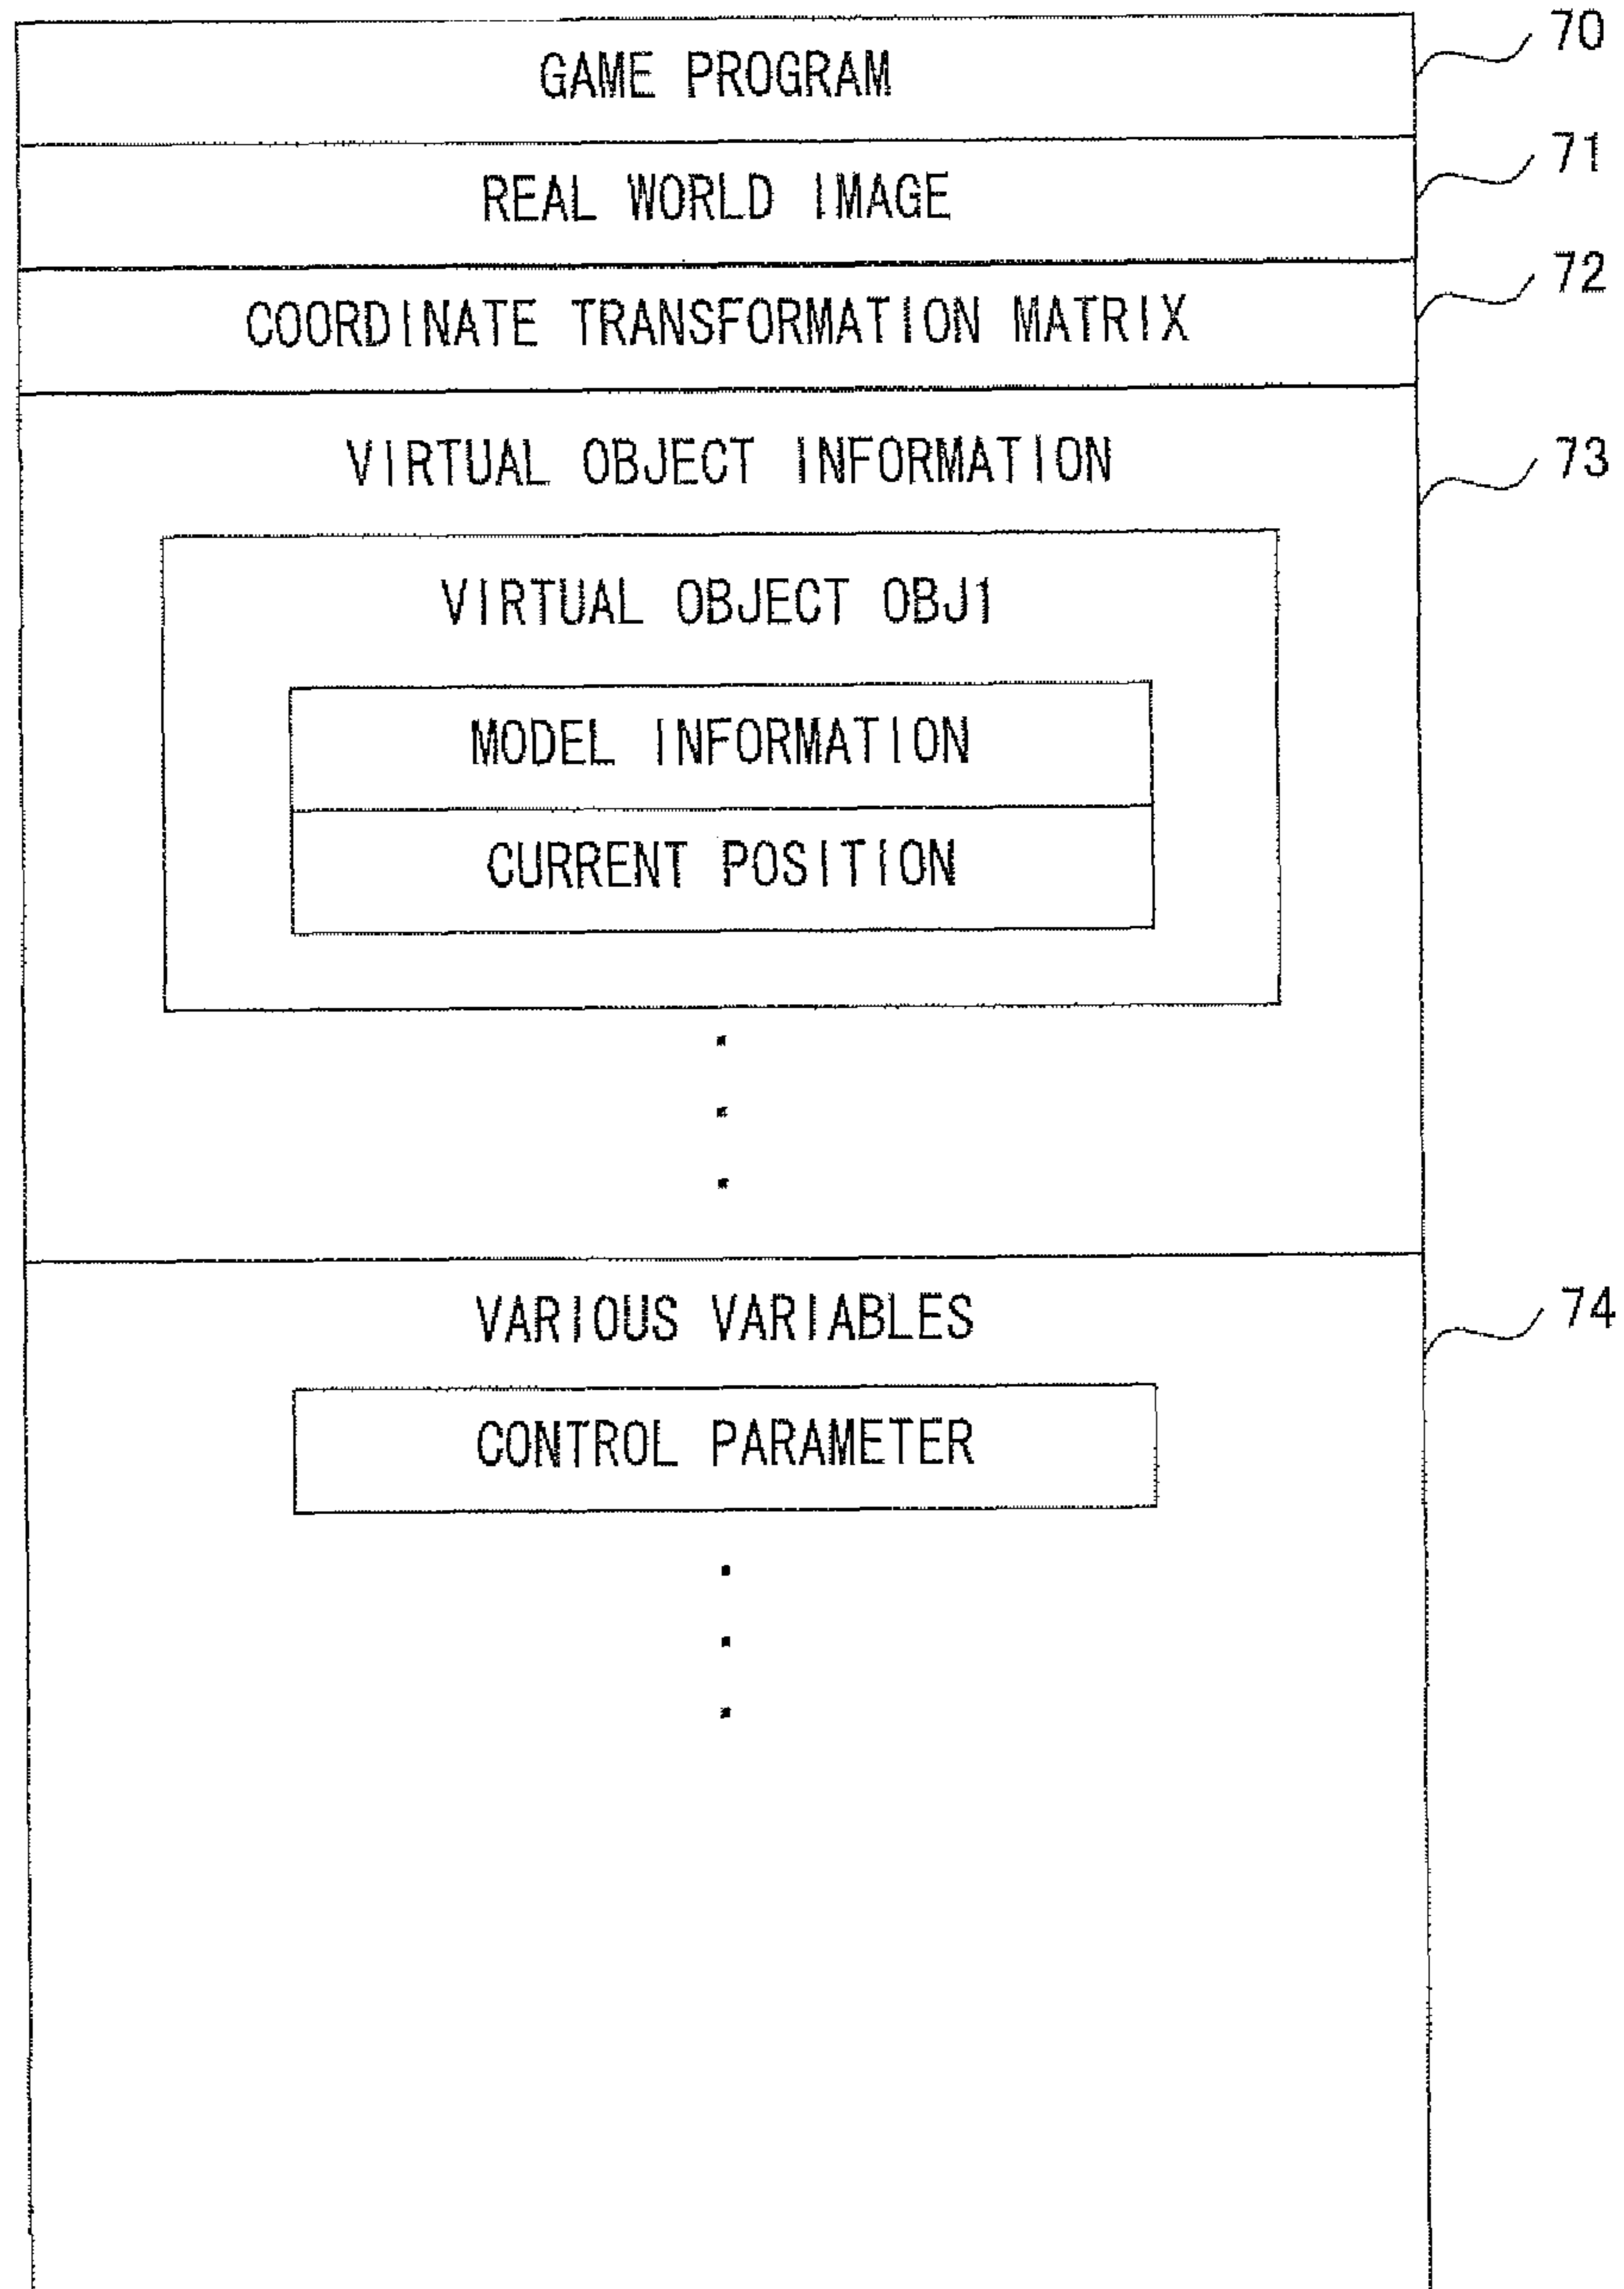 GAME PROGRAM
70
REAL WORLD IMAGE
71
COORDINATE TRANSFORMATION MATRIX
72
VIRTUAL OBJECT INFORMATION
73
VIRTUAL OBJECT OBJ1
MODEL INFORMATION
CURRENT POSITION
VARIOUS VARIABLES
74
CONTROL PARAMETER